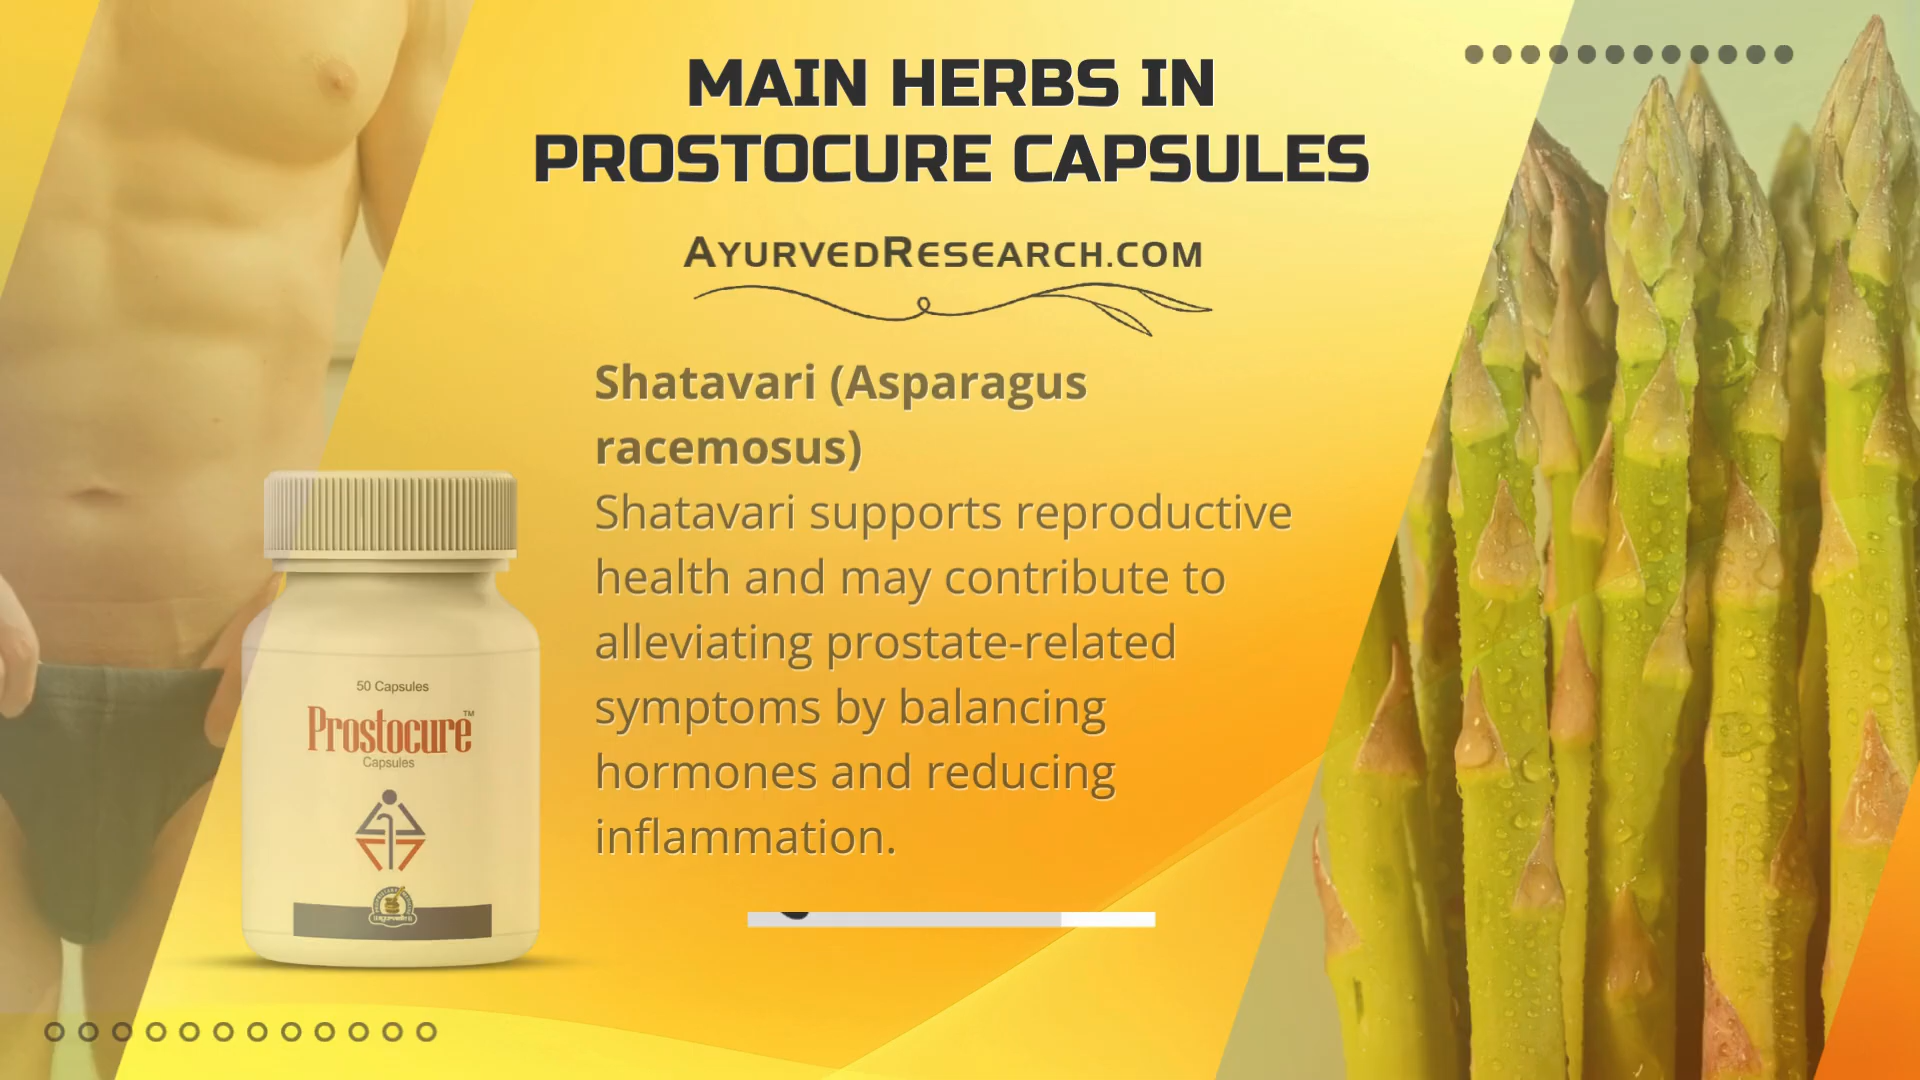 MAIN HERBS IN
PROSTOCURE CAPSULES
AYURVEDRESEARCH.COM
Shatavari (Asparagus
racemosus)
Shatavari supports reproductive
health and may contribute to
alleviating prostate-related
symptoms by balancing
hormones and reducing
inflammation.
50 Capsules
Prostocure™
Capsules